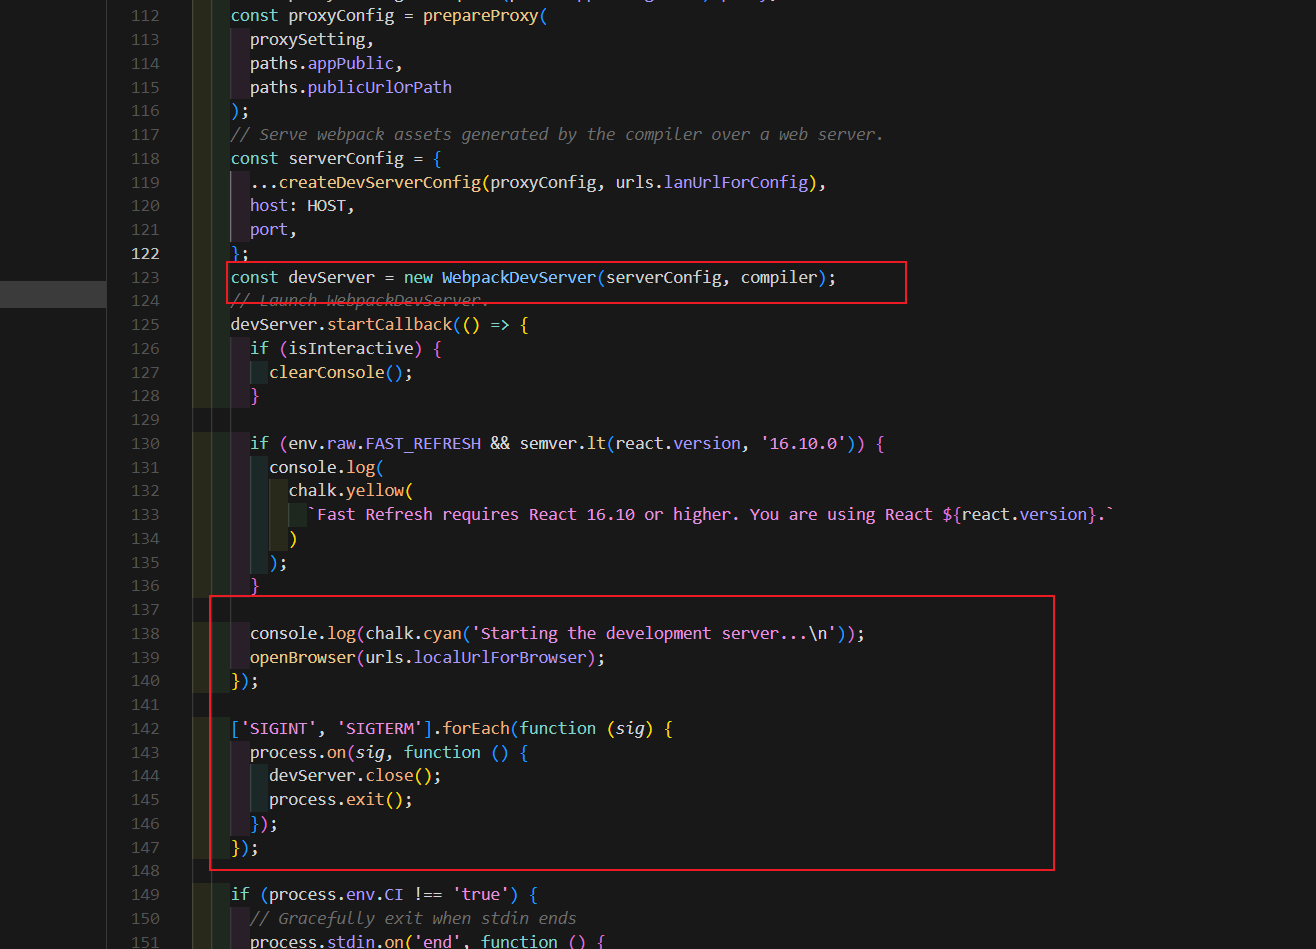 112 const proxyConfig = prepareProxy(
113 proxySetting,
114 paths.appPublic,
115 paths.publicUrlOrPath
116 );
117 // Serve webpack assets generated by the compiler over a web server.
118 const serverConfig = {
119 ...createDevServerConfig(proxyConfig, urls.lanUrlForConfig),
120 host: HOST,
121 port,
122 };
123 const devServer = new WebpackDevServer(serverConfig, compiler);
124 // Launch WebpackDevServer.
125 devServer.startCallback(() => {
126 if (isInteractive) {
127 clearConsole();
128 }
129
130 if (env.raw.FAST_REFRESH && semver.lt(react.version, '16.10.0')) {
131 console.log(
132 chalk.yellow(
133 `Fast Refresh requires React 16.10 or higher. You are using React ${react.version}.`
134 )
135 );
136 }
137
138 console.log(chalk.cyan('Starting the development server...\n'));
139 openBrowser(urls.localUrlForBrowser);
140 });
141
142 ['SIGINT', 'SIGTERM'].forEach(function (sig) {
143 process.on(sig, function () {
144 devServer.close();
145 process.exit();
146 });
147 });
148
149 if (process.env.CI !== 'true') {
150 // Gracefully exit when stdin ends
151 process.stdin.on('end', function () {